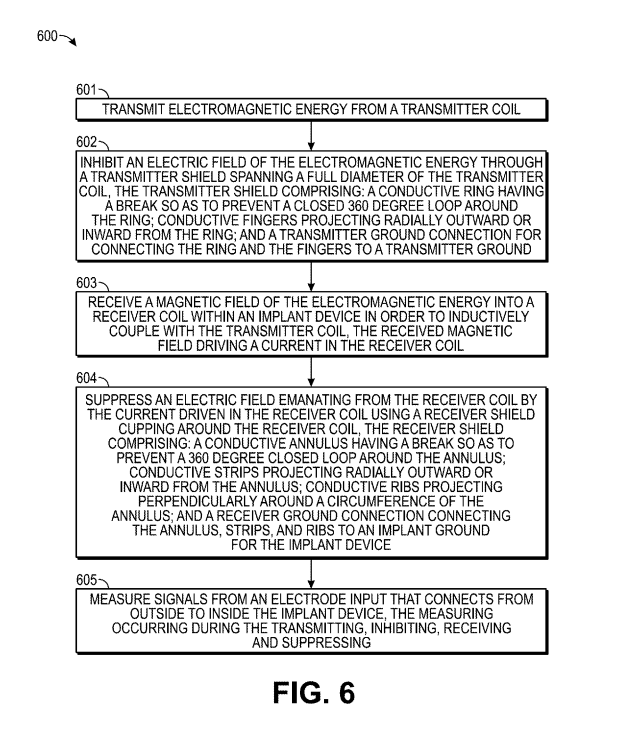 600
601
TRANSMIT ELECTROMAGNETIC ENERGY FROM A TRANSMITTER COIL
602
INHIBIT AN ELECTRIC FIELD OF THE ELECTROMAGNETIC ENERGY THROUGH
A TRANSMITTER SHIELD SPANNING A FULL DIAMETER OF THE TRANSMITTER
COIL, THE TRANSMITTER SHIELD COMPRISING: A CONDUCTIVE RING HAVING
A BREAK SO AS TO PREVENT A CLOSED 360 DEGREE LOOP AROUND
THE RING; CONDUCTIVE FINGERS PROJECTING RADIALLY OUTWARD OR
INWARD FROM THE RING; AND A TRANSMITTER GROUND CONNECTION FOR
CONNECTING THE RING AND THE FINGERS TO A TRANSMITTER GROUND
603
RECEIVE A MAGNETIC FIELD OF THE ELECTROMAGNETIC ENERGY INTO A
RECEIVER COIL WITHIN AN IMPLANT DEVICE IN ORDER TO INDUCTIVELY
COUPLE WITH THE TRANSMITTER COIL, THE RECEIVED MAGNETIC
FIELD DRIVING A CURRENT IN THE RECEIVER COIL
604
SUPPRESS AN ELECTRIC FIELD EMANATING FROM THE RECEIVER COIL BY
THE CURRENT DRIVEN IN THE RECEIVER COIL USING A RECEIVER SHIELD
CUPPING AROUND THE RECEIVER COIL, THE RECEIVER SHIELD
COMPRISING: A CONDUCTIVE ANNULUS HAVING A BREAK SO AS TO
PREVENT A 360 DEGREE CLOSED LOOP AROUND THE ANNULUS;
CONDUCTIVE STRIPS PROJECTING RADIALLY OUTWARD OR
INWARD FROM THE ANNULUS; CONDUCTIVE RIBS PROJECTING
PERPENDICULARLY AROUND A CIRCUMFERENCE OF THE
ANNULUS; AND A RECEIVER GROUND CONNECTION CONNECTING
THE ANNULUS, STRIPS, AND RIBS TO AN IMPLANT GROUND
FOR THE IMPLANT DEVICE
605
MEASURE SIGNALS FROM AN ELECTRODE INPUT THAT CONNECTS FROM
OUTSIDE TO INSIDE THE IMPLANT DEVICE, THE MEASURING
OCCURRING DURING THE TRANSMITTING, INHIBITING, RECEIVING
AND SUPPRESSING
FIG. 6